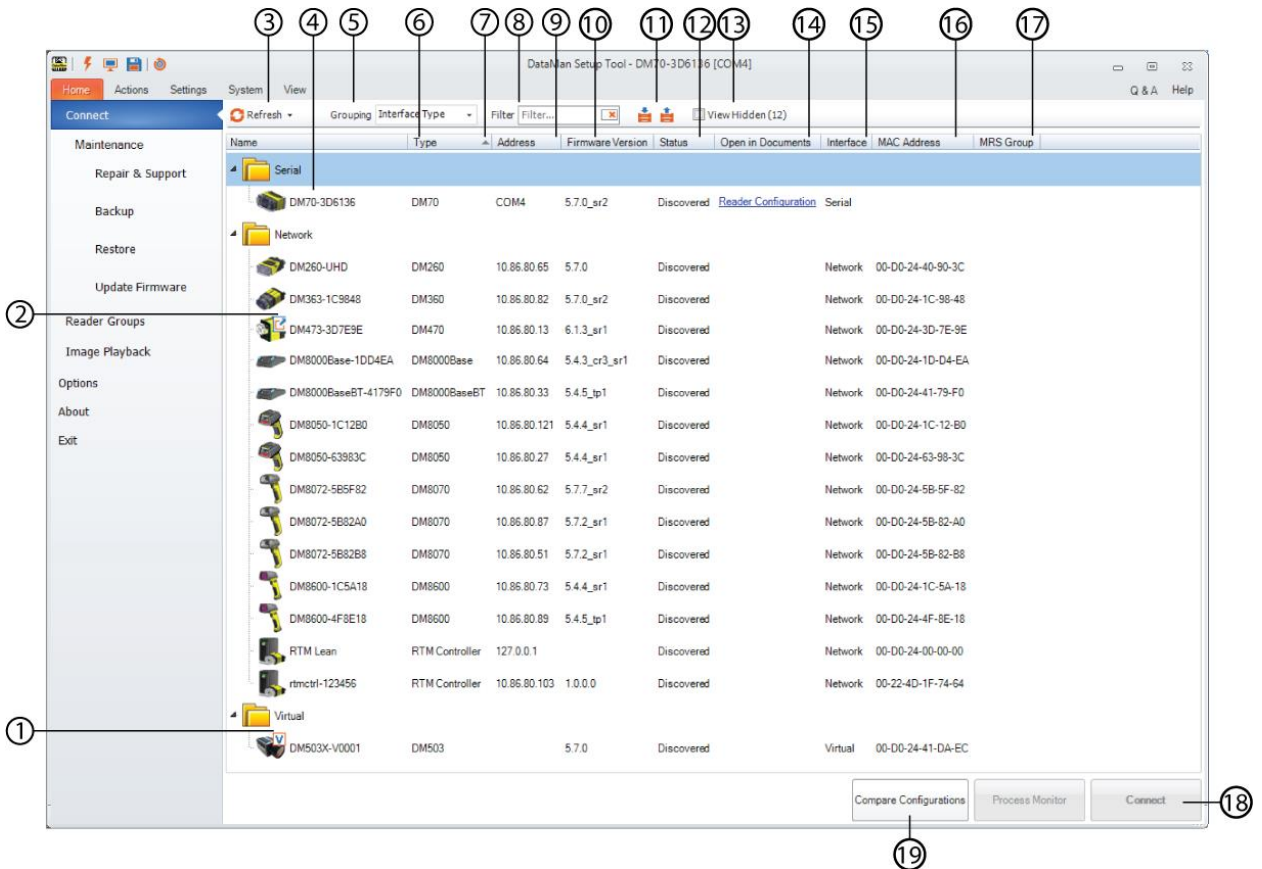 3 4 5 6 7 8 9 10 11 12 13 14 15 16 17
DataMan Setup Tool - DM70-3D6136 [COM4]
Home Actions Settings System View Q & A Help
Connect
Refresh Grouping Interface Type Filter Filter... View Hidden (12)
Maintenance
Repair & Support
Backup
Restore
Update Firmware
Reader Groups
Image Playback
Options
About
Exit
Name Type Address Firmware Version Status Open in Documents Interface MAC Address MRS Group
Serial
DM70-3D6136 DM70 COM4 5.7.0_sr2 Discovered Reader Configuration Serial
Network
DM260-UHD DM260 10.86.80.65 5.7.0 Discovered Network 00-D0-24-40-90-3C
DM363-1C9848 DM360 10.86.80.82 5.7.0_sr2 Discovered Network 00-D0-24-1C-98-48
2
DM473-3D7E9E DM470 10.86.80.13 6.1.3_sr1 Discovered Network 00-D0-24-3D-7E-9E
DM8000Base-1DD4EA DM8000Base 10.86.80.64 5.4.3_cr3_sr1 Discovered Network 00-D0-24-1D-D4-EA
DM8000BaseBT-4179F0 DM8000BaseBT 10.86.80.33 5.4.5_tp1 Discovered Network 00-D0-24-41-79-F0
DM8050-1C12B0 DM8050 10.86.80.121 5.4.4_sr1 Discovered Network 00-D0-24-1C-12-B0
DM8050-63983C DM8050 10.86.80.27 5.4.4_sr1 Discovered Network 00-D0-24-63-98-3C
DM8072-5B5F82 DM8070 10.86.80.62 5.7.7_sr2 Discovered Network 00-D0-24-5B-5F-82
DM8072-5B82A0 DM8070 10.86.80.87 5.7.2_sr1 Discovered Network 00-D0-24-5B-82-A0
DM8072-5B82B8 DM8070 10.86.80.51 5.7.2_sr1 Discovered Network 00-D0-24-5B-82-B8
DM8600-1C5A18 DM8600 10.86.80.73 5.4.4_sr1 Discovered Network 00-D0-24-1C-5A-18
DM8600-4F8E18 DM8600 10.86.80.89 5.4.5_tp1 Discovered Network 00-D0-24-4F-8E-18
RTM Lean RTM Controller 127.0.0.1 Discovered Network 00-D0-24-00-00-00
rtmctrl-123456 RTM Controller 10.86.80.103 1.0.0.0 Discovered Network 00-22-4D-1F-74-64
Virtual
1
V
DM503X-V0001 DM503 5.7.0 Discovered Virtual 00-D0-24-41-DA-EC
Compare Configurations Process Monitor Connect
18
19